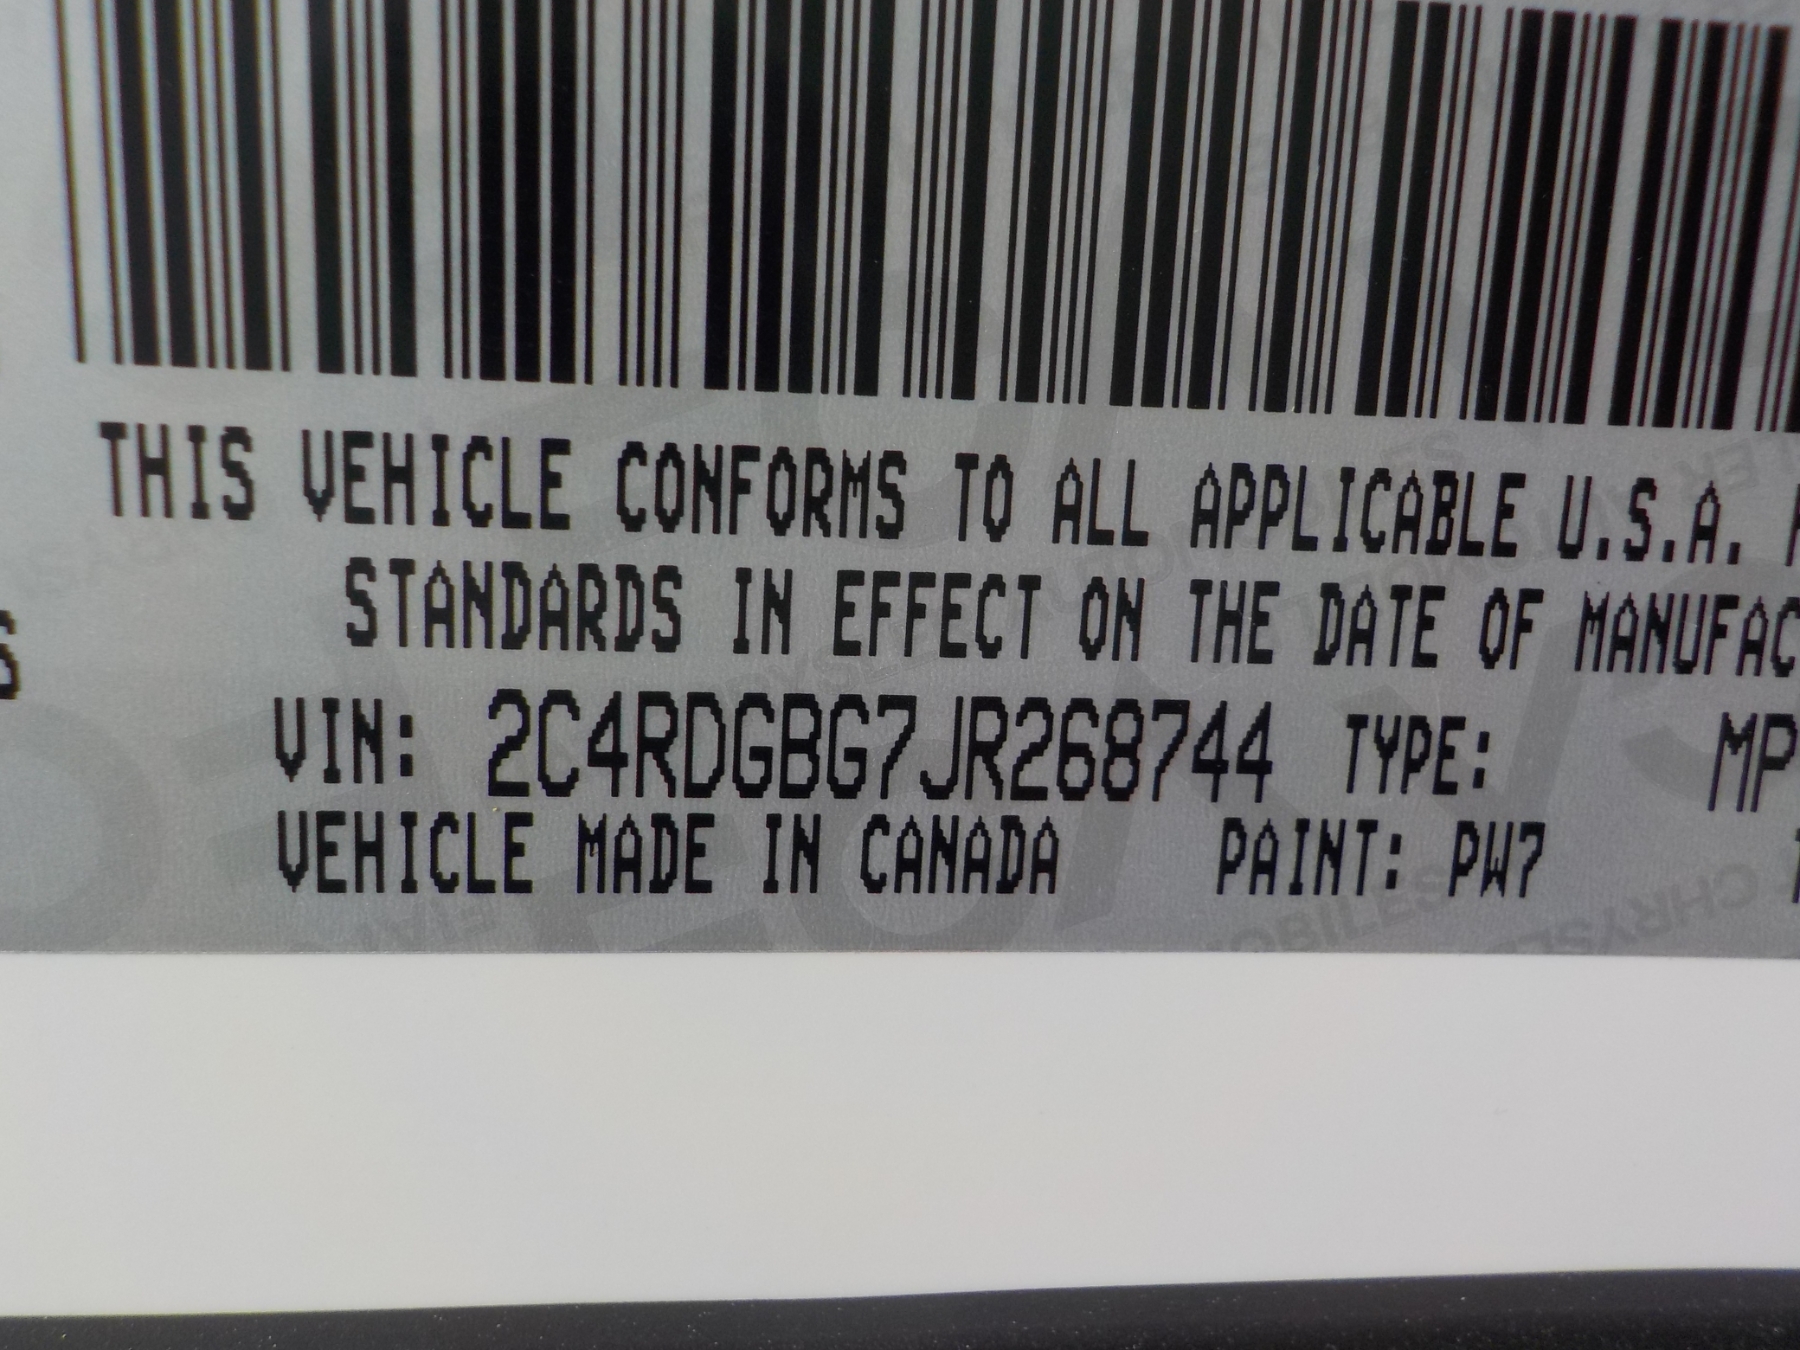 THIS VEHICLE CONFORMS TO ALL APPLICABLE U.S.A.
STANDARDS IN EFFECT ON THE DATE OF MANUFAC
S
VIN: 2C4RDGBG7JR268744 TYPE: MP
VEHICLE MADE IN CANADA PAINT: PW7